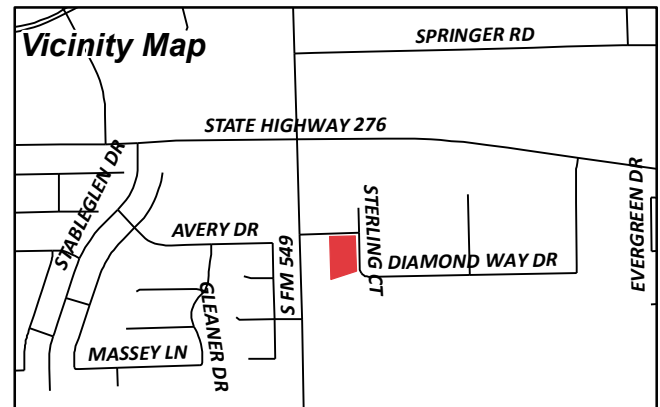 Vicinity Map
SPRINGER RD
STATE HIGHWAY 276
STABLEGLEN DR
AVERY DR
S FM 549
STERLING CT
DIAMOND WAY DR
EVERGREEN DR
GLEANER DR
MASSEY LN